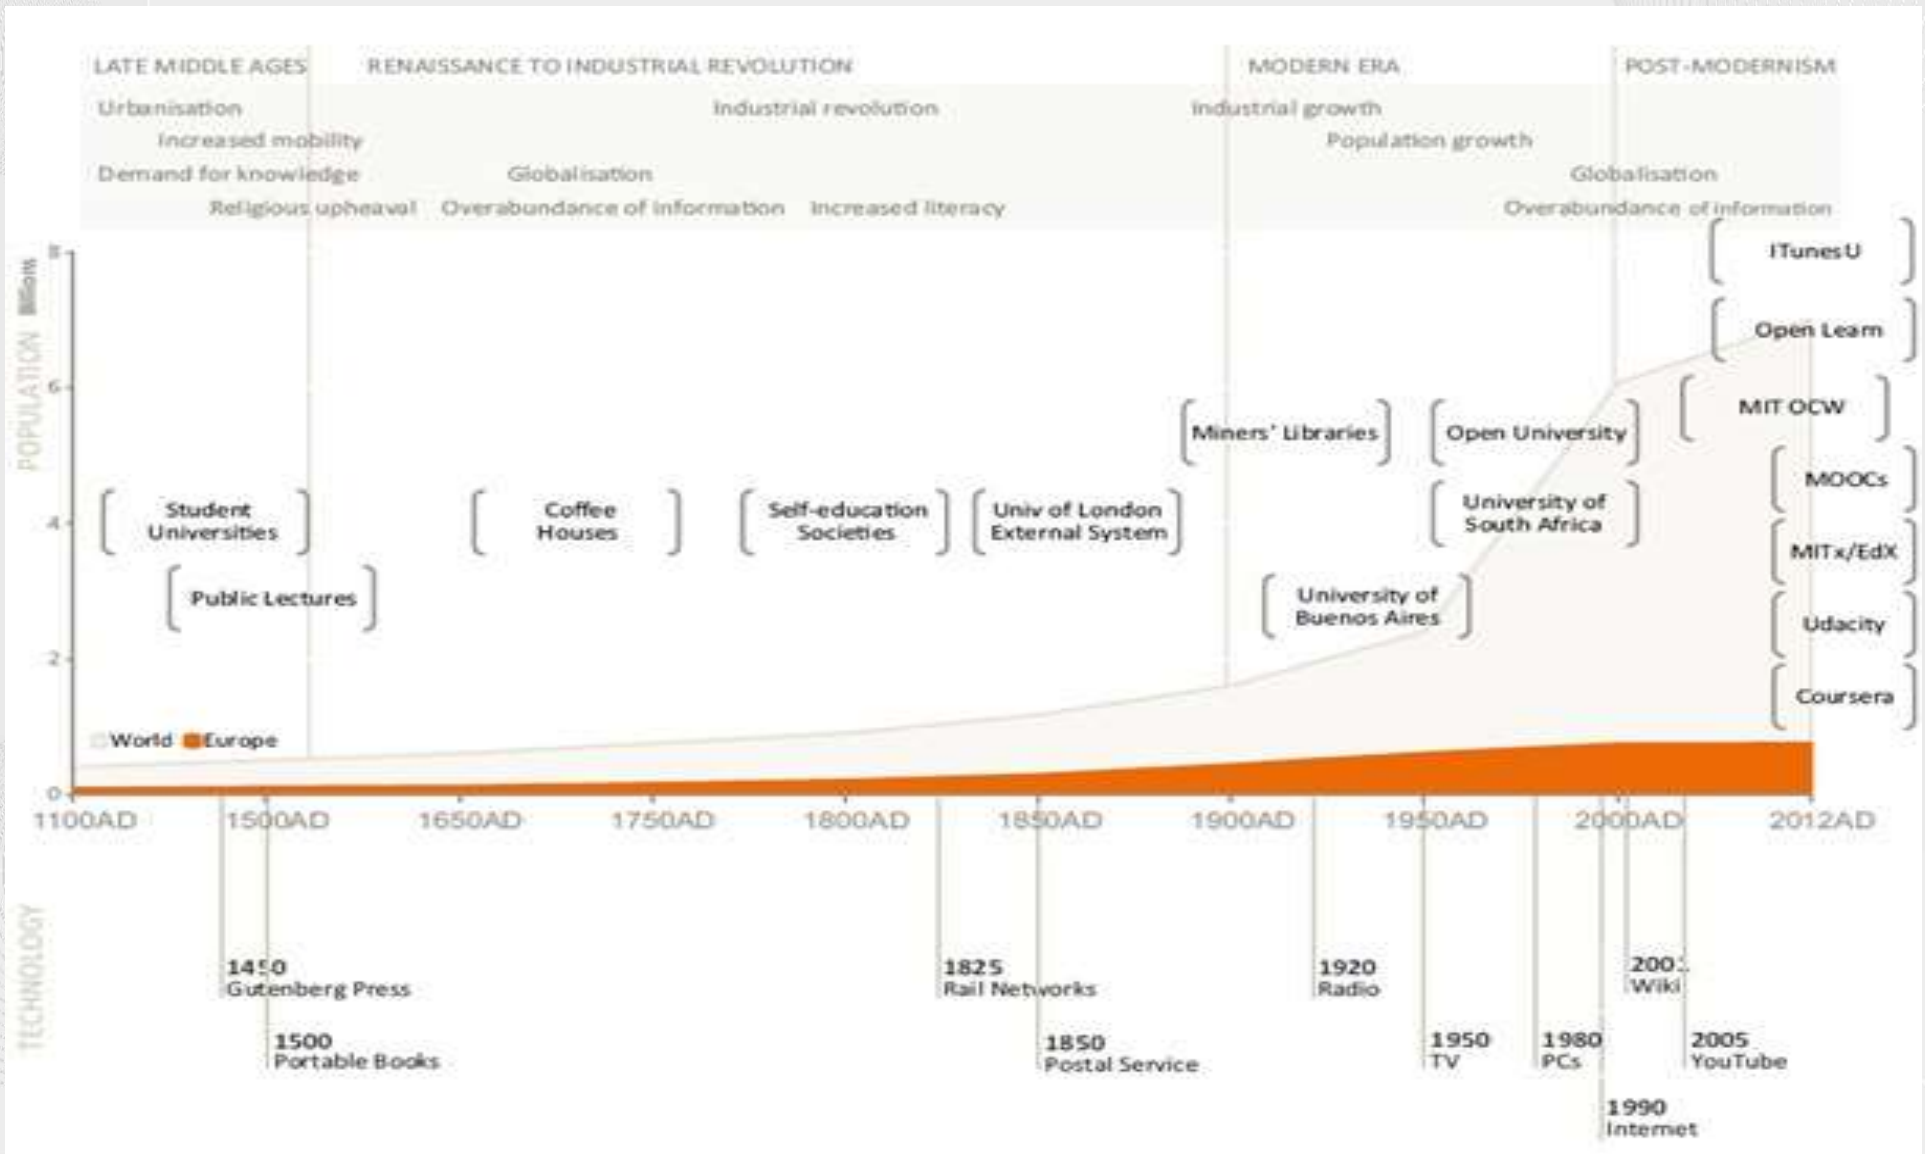 LATE MIDDLE AGES
RENAISSANCE TO INDUSTRIAL REVOLUTION
MODERN ERA
POST-MODERNISM
Urbanisation
Industrial revolution
Industrial growth
Increased mobility
Population growth
Demand for knowledge
Globalisation
Globalisation
Religious upheaval
Overabundance of information
Increased literacy
Overabundance of information
POPULATION Billions
8
6
4
2
0
ITunesU
Open Learn
MIT OCW
Miners' Libraries
Open University
MOOCs
Student
Universities
Coffee
Houses
Self-education
Societies
Univ of London
External System
University of
South Africa
MITx/EdX
Public Lectures
University of
Buenos Aires
Udacity
Coursera
World
Europe
1100AD
1500AD
1650AD
1750AD
1800AD
1850AD
1900AD
1950AD
2000AD
2012AD
TECHNOLOGY
1450
Gutenberg Press
1500
Portable Books
1825
Rail Networks
1850
Postal Service
1920
Radio
1950
TV
1980
PCs
1990
Internet
Wiki
2005
YouTube